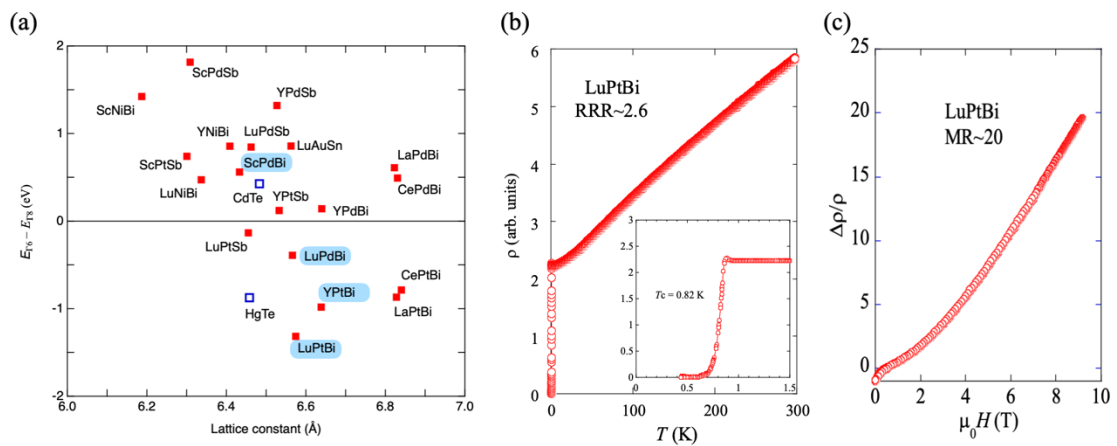 (a)
2
1
0
-1
-2
E_Γ6 – E_Γ8 (eV)
ScPdSb
ScNiBi
YPdSb
YNiBi
LuPdSb
LuAuSn
ScPtSb
ScPdBi
LaPdBi
LuNiBi
CdTe
YPtSb
YPdBi
CePdBi
LuPtSb
LuPdBi
HgTe
YPtBi
CePtBi
LaPtBi
LuPtBi
6.0
6.2
6.4
6.6
6.8
7.0
Lattice constant (Å)
(b)
6
5
4
3
2
1
0
ρ (arb. units)
LuPtBi
RRR~2.6
3
2.5
2
1.5
1
0.5
0
Tc = 0.82 K
0
0.5
1
1.5
0
100
200
300
T (K)
(c)
25
20
15
10
5
0
Δρ/ρ
LuPtBi
MR~20
0
2
4
6
8
10
μ₀H (T)